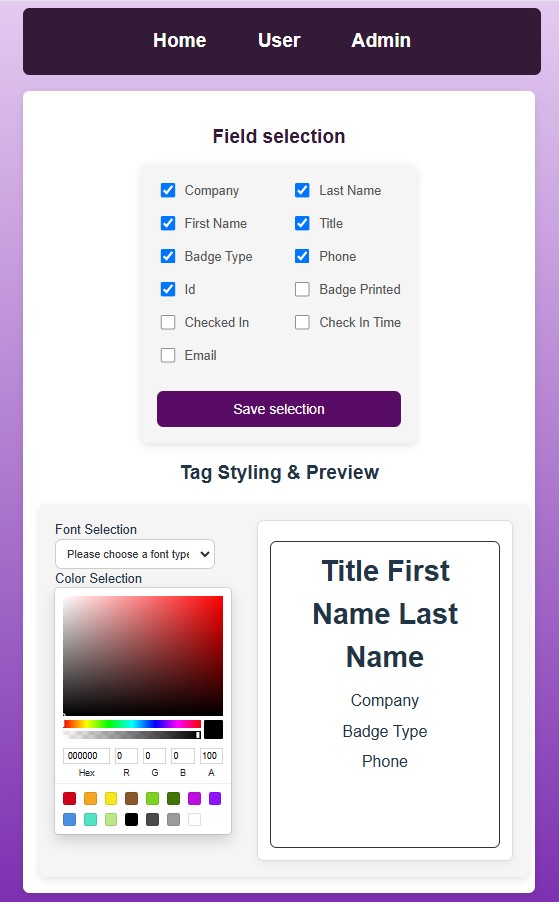 Home User Admin
Field selection
Company Last Name
First Name Title
Badge Type Phone
Id Badge Printed
Checked In Check In Time
Email
Save selection
Tag Styling & Preview
Font Selection
Please choose a font type
Color Selection
000000 0 0 0 100
Hex R G B A
Title First
Name Last
Name
Company
Badge Type
Phone